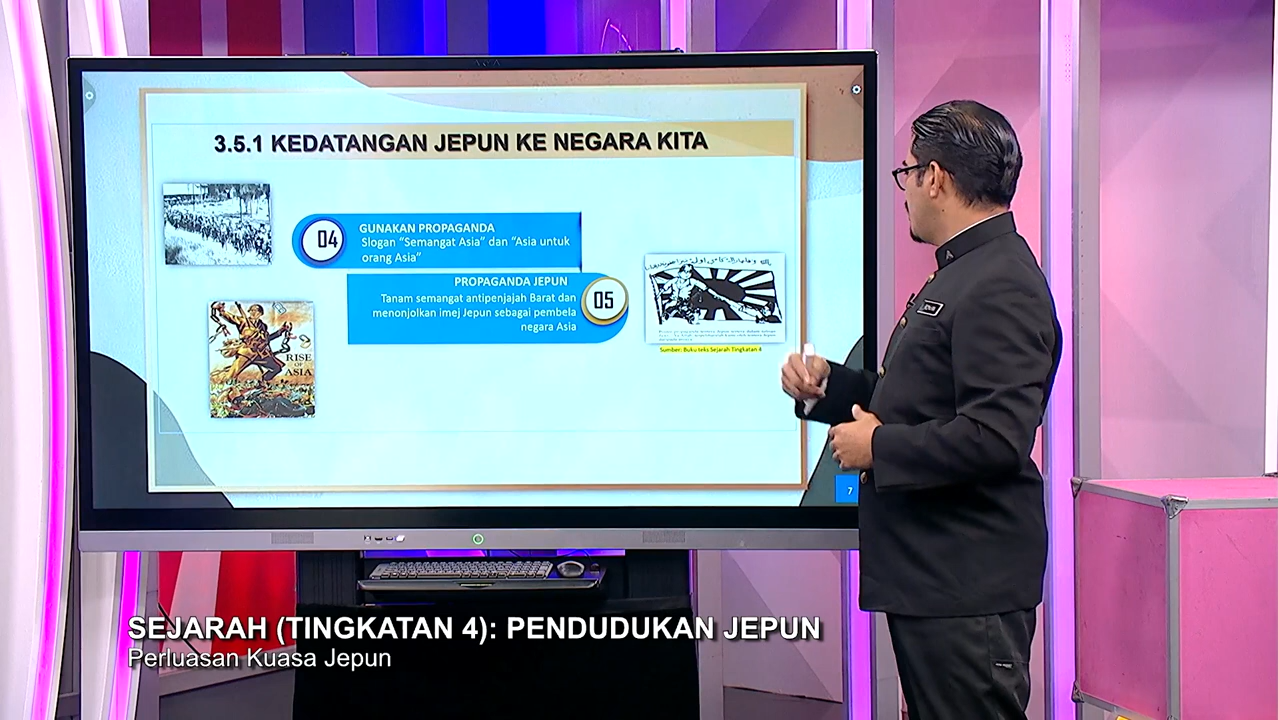 3.5.1 KEDATANGAN JEPUN KE NEGARA KITA
04
GUNAKAN PROPAGANDA
Slogan “Semangat Asia” dan “Asia untuk
orang Asia”
PROPAGANDA JEPUN
Tanam semangat antipenjajah Barat dan
menonjolkan imej Jepun sebagai pembela
negara Asia
05
RISE
OF
ASIA
Sumber: Buku teks Sejarah Tingkatan 4
7
SEJARAH (TINGKATAN 4): PENDUDUKAN JEPUN
Perluasan Kuasa Jepun